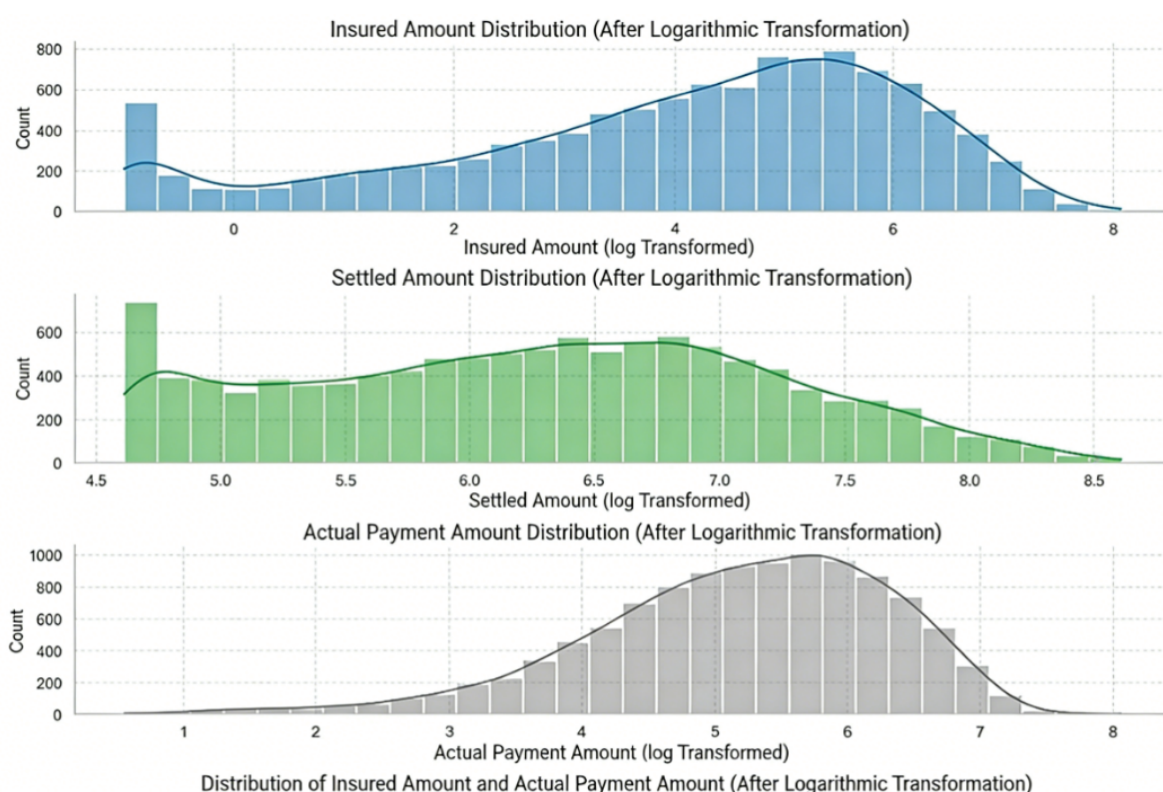 Insured Amount Distribution (After Logarithmic Transformation)
800
600
400
200
0
Count
0 2 4 6 8
Insured Amount (log Transformed)
Settled Amount Distribution (After Logarithmic Transformation)
600
400
200
0
Count
4.5 5.0 5.5 6.0 6.5 7.0 7.5 8.0 8.5
Settled Amount (log Transformed)
Actual Payment Amount Distribution (After Logarithmic Transformation)
1000
800
600
400
200
0
Count
1 2 3 4 5 6 7 8
Actual Payment Amount (log Transformed)
Distribution of Insured Amount and Actual Payment Amount (After Logarithmic Transformation)